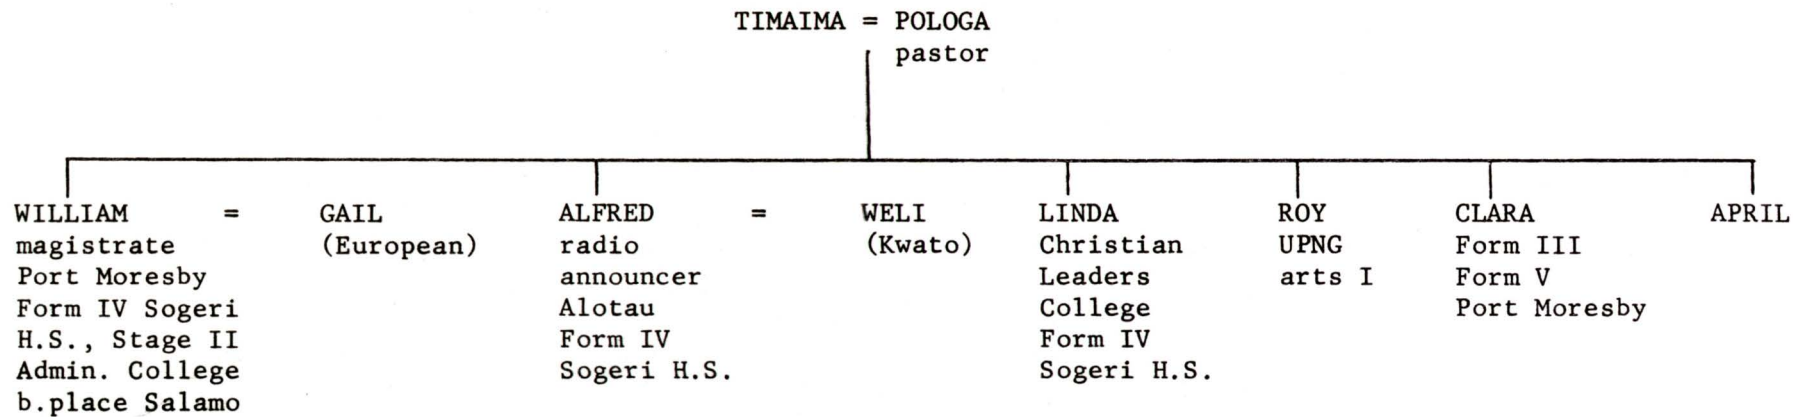 TIMAIMA = POLOGA
pastor
WILLIAM = GAIL
magistrate (European)
Port Moresby
Form IV Sogeri
H.S., Stage II
Admin. College
b.place Salamo
ALFRED = WELI
radio (Kwato)
announcer
Alotau
Form IV
Sogeri H.S.
LINDA
Christian
Leaders
College
Form IV
Sogeri H.S.
ROY
UPNG
arts I
CLARA
Form III
Form V
Port Moresby
APRIL